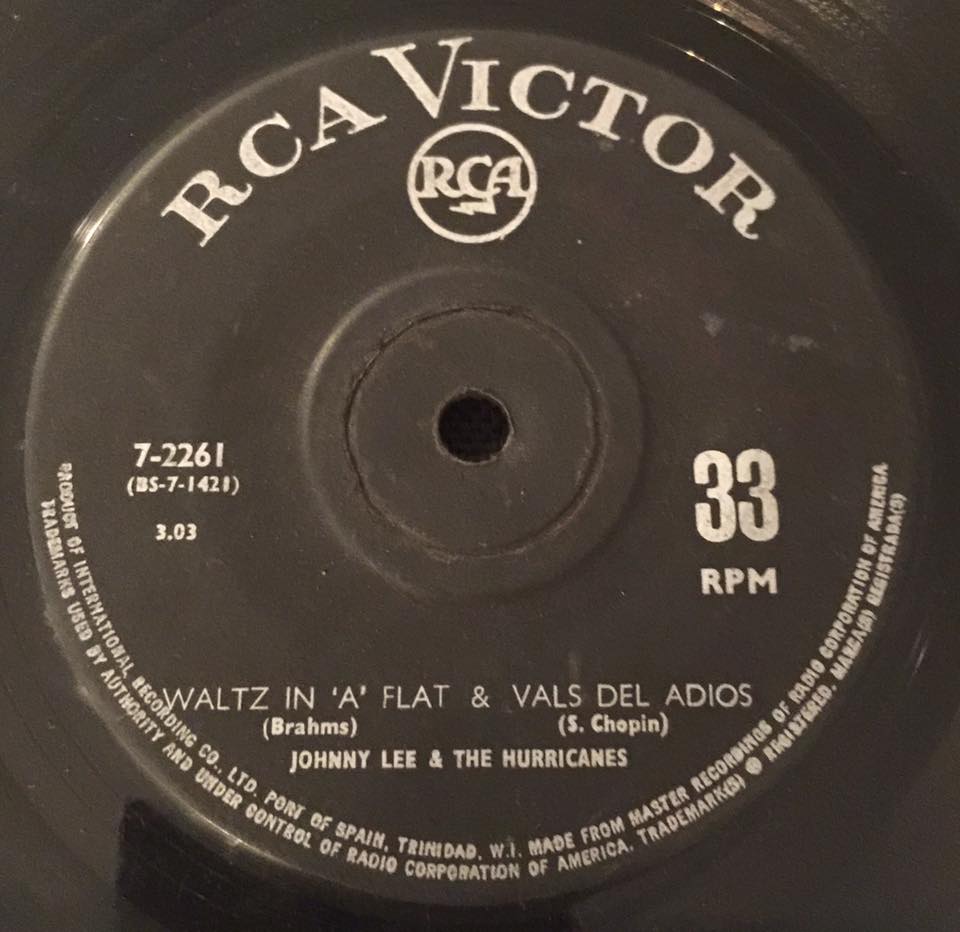 RCA VICTOR
RCA
7-2261
(BS-7-1421)
3.03
33
RPM
WALTZ IN 'A' FLAT & VALS DEL ADIOS
(Brahms) (S. Chopin)
JOHNNY LEE & THE HURRICANES
PRODUCT OF INTERNATIONAL RECORDING CO., LTD. PORT OF SPAIN, TRINIDAD, W.I. MADE FROM MASTER RECORDINGS OF RADIO CORPORATION OF AMERICA.
TRADEMARKS USED BY AUTHORITY AND UNDER CONTROL OF RADIO CORPORATION OF AMERICA, TRADEMARK(S) ® REGISTERED, MARCA(S) REGISTRADA(S)